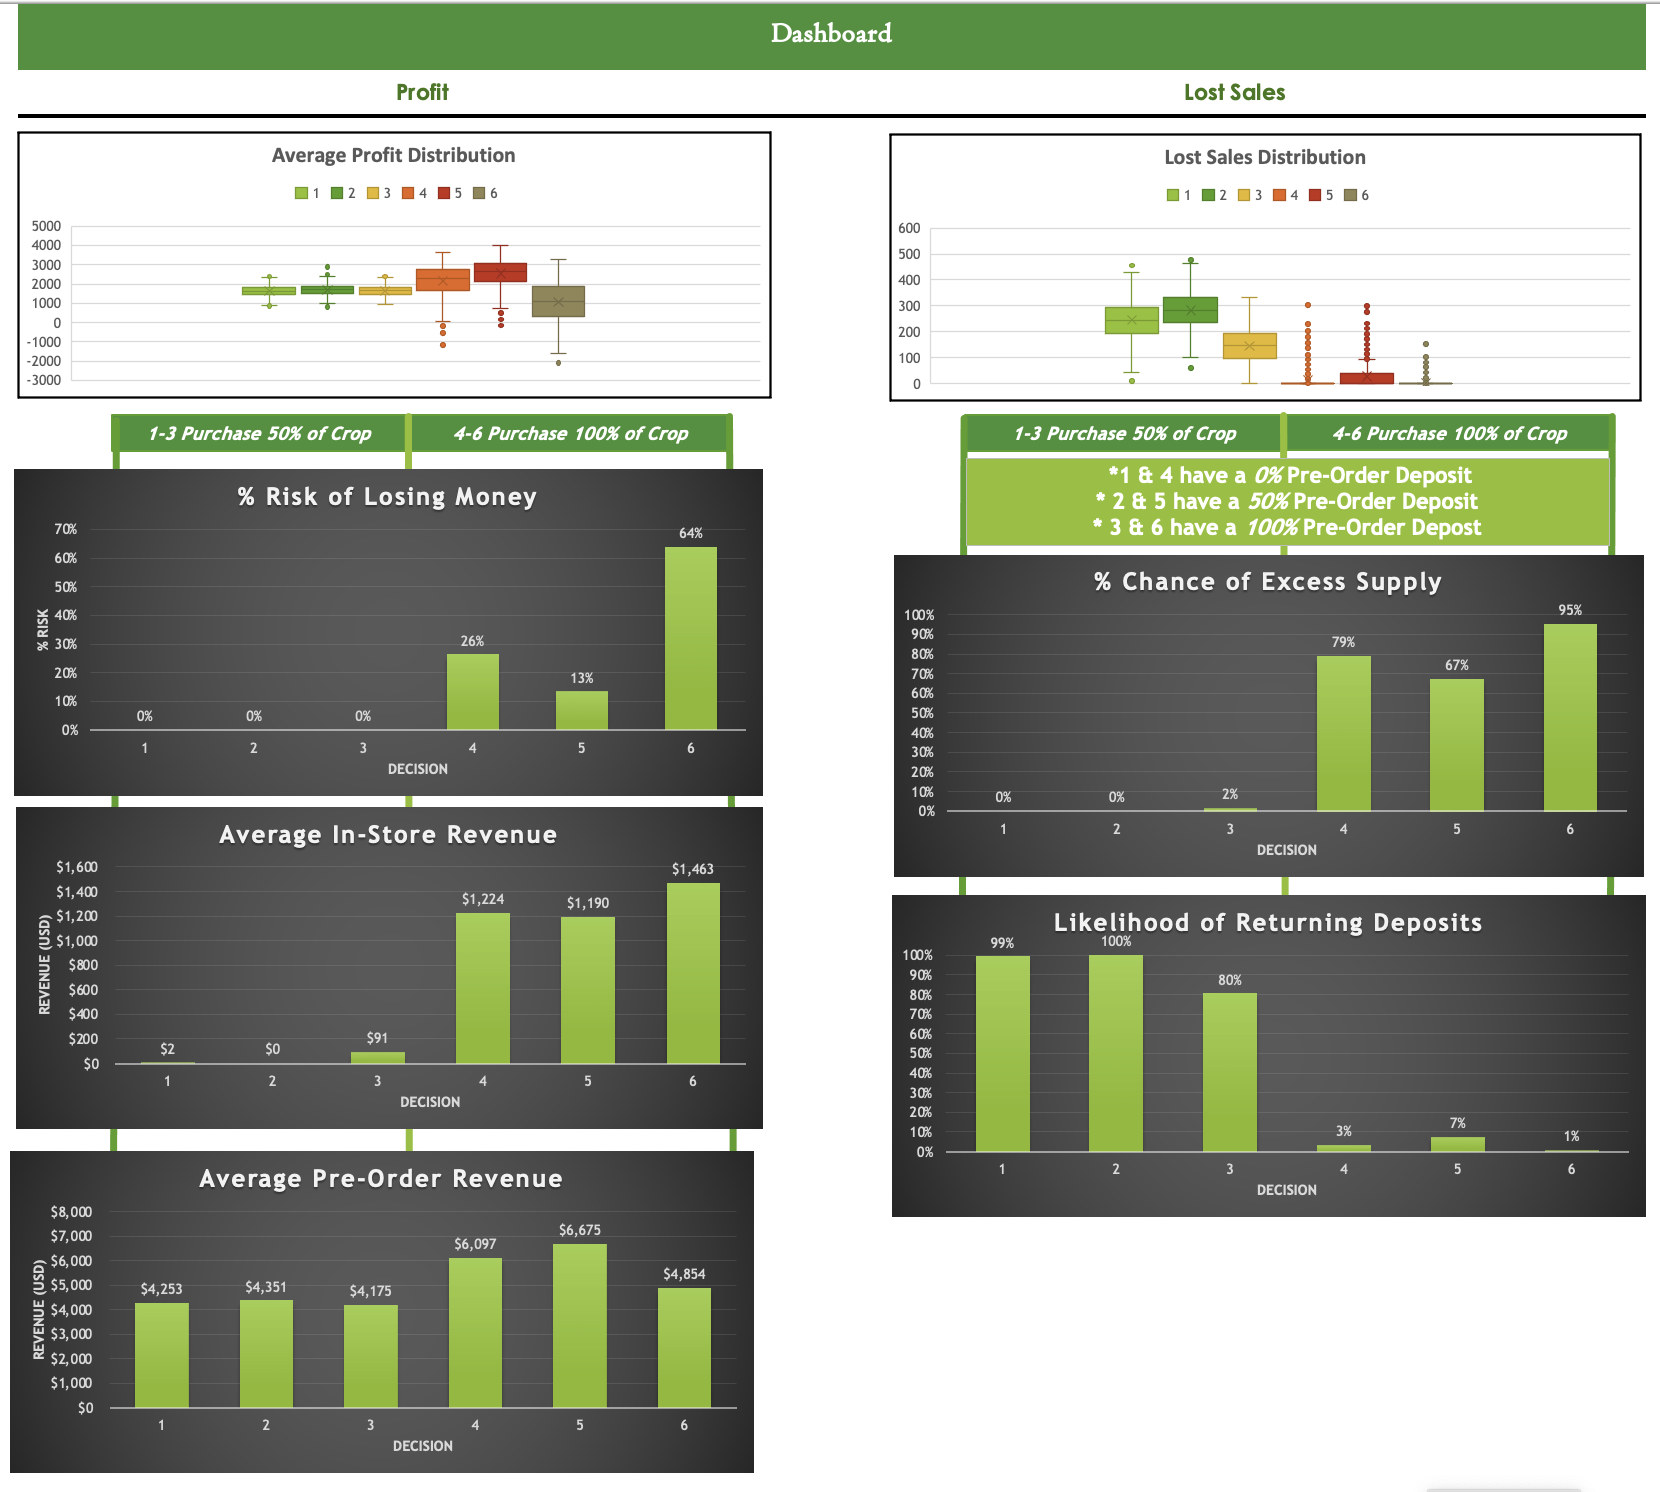 Dashboard
Profit
Average Profit Distribution
1 2 3 4 5 6
5000
4000
3000
2000
1000
0
-1000
-2000
-3000
1-3 Purchase 50% of Crop
4-6 Purchase 100% of Crop
% Risk of Losing Money
% RISK
70%
60%
50%
40%
30%
20%
10%
0%
0% 0% 0% 26% 13% 64%
1 2 3 4 5 6
DECISION
Average In-Store Revenue
REVENUE (USD)
$1,600
$1,400
$1,200
$1,000
$800
$600
$400
$200
$0
$2 $0 $91 $1,224 $1,190 $1,463
1 2 3 4 5 6
DECISION
Average Pre-Order Revenue
REVENUE (USD)
$8,000
$7,000
$6,000
$5,000
$4,000
$3,000
$2,000
$1,000
$0
$4,253 $4,351 $4,175 $6,097 $6,675 $4,854
1 2 3 4 5 6
DECISION
Lost Sales
Lost Sales Distribution
1 2 3 4 5 6
600
500
400
300
200
100
0
1-3 Purchase 50% of Crop
4-6 Purchase 100% of Crop
*1 & 4 have a 0% Pre-Order Deposit
* 2 & 5 have a 50% Pre-Order Deposit
* 3 & 6 have a 100% Pre-Order Depost
% Chance of Excess Supply
100%
90%
80%
70%
60%
50%
40%
30%
20%
10%
0%
0% 0% 2% 79% 67% 95%
1 2 3 4 5 6
DECISION
Likelihood of Returning Deposits
100%
90%
80%
70%
60%
50%
40%
30%
20%
10%
0%
99% 100% 80% 3% 7% 1%
1 2 3 4 5 6
DECISION